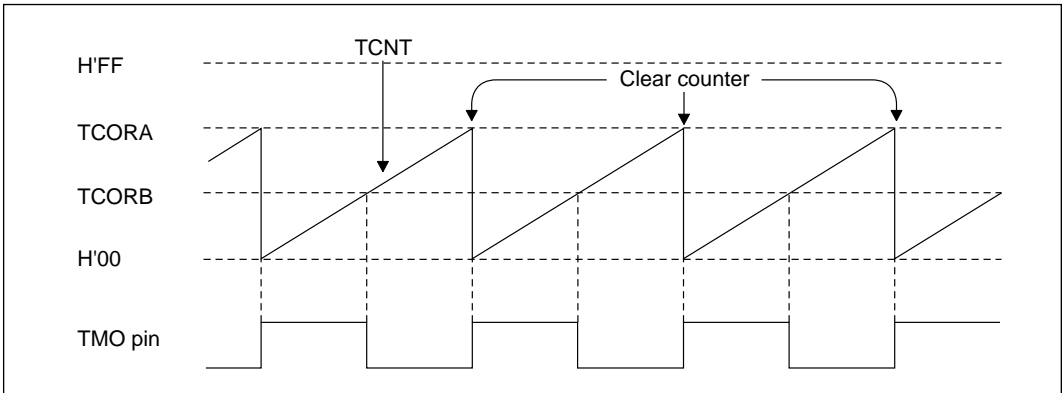 TCNT
H'FF
Clear counter
TCORA
TCORB
H'00
TMO pin